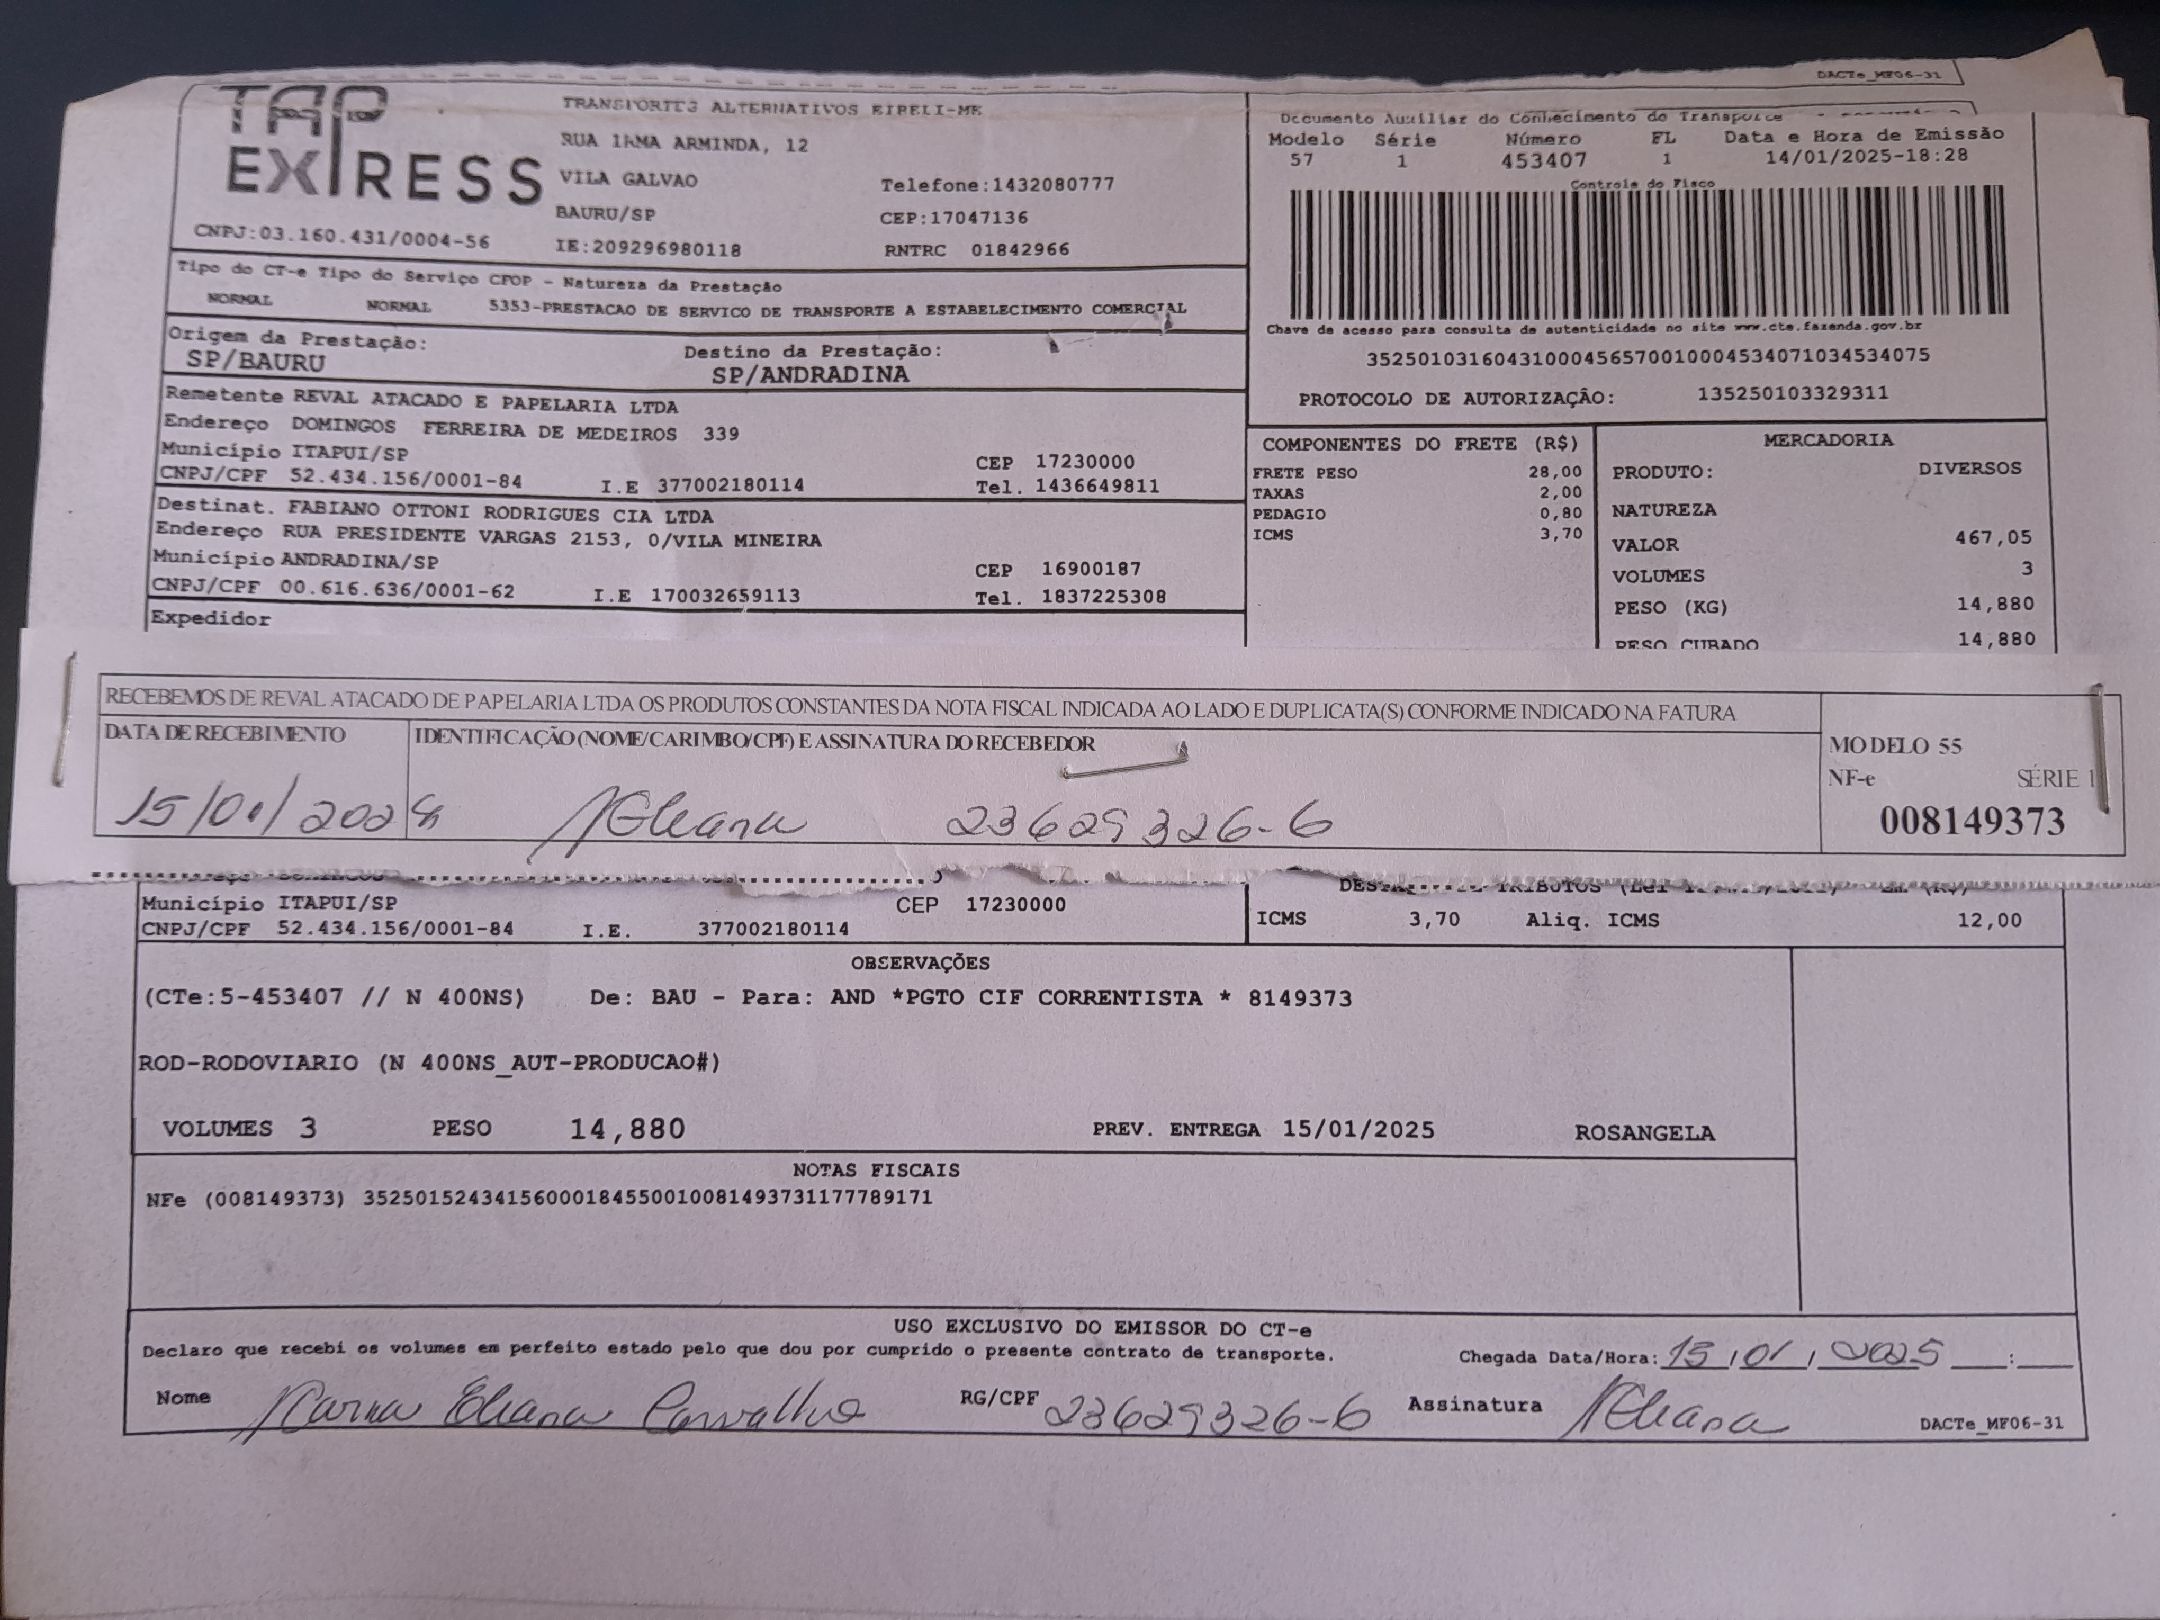 DACTe_MF06-31
TAP EXPRESS
TRANSPORTES ALTERNATIVOS EIRELI-ME
RUA IRMA ARMINDA, 12
VILA GALVAO Telefone:1432080777
BAURU/SP CEP:17047136
CNPJ:03.160.431/0004-56 IE:209296980118 RNTRC 01842966
Documento Auxiliar do Conhecimento de Transporte
Modelo Série Número FL Data e Hora de Emissão
57 1 453407 1 14/01/2025-18:28
Controle do Fisco
Chave de acesso para consulta de autenticidade no site www.cte.fazenda.gov.br
35250103160431000456570010004534071034534075
PROTOCOLO DE AUTORIZAÇÃO: 135250103329311
Tipo do CT-e Tipo do Serviço CFOP - Natureza da Prestação
NORMAL NORMAL 5353-PRESTACAO DE SERVICO DE TRANSPORTE A ESTABELECIMENTO COMERCIAL
Origem da Prestação: Destino da Prestação:
SP/BAURU SP/ANDRADINA
Remetente REVAL ATACADO E PAPELARIA LTDA
Endereço DOMINGOS FERREIRA DE MEDEIROS 339
Município ITAPUI/SP CEP 17230000
CNPJ/CPF 52.434.156/0001-84 I.E 377002180114 Tel. 1436649811
Destinat. FABIANO OTTONI RODRIGUES CIA LTDA
Endereço RUA PRESIDENTE VARGAS 2153, 0/VILA MINEIRA
Município ANDRADINA/SP CEP 16900187
CNPJ/CPF 00.616.636/0001-62 I.E 170032659113 Tel. 1837225308
Expedidor
COMPONENTES DO FRETE (R$)
FRETE PESO 28,00
TAXAS 2,00
PEDAGIO 0,80
ICMS 3,70
MERCADORIA
PRODUTO: DIVERSOS
NATUREZA
VALOR 467,05
VOLUMES 3
PESO (KG) 14,880
PESO CUBADO 14,880
RECEBEMOS DE REVAL ATACADO DE PAPELARIA LTDA OS PRODUTOS CONSTANTES DA NOTA FISCAL INDICADA AO LADO E DUPLICATA(S) CONFORME INDICADO NA FATURA
DATA DE RECEBIMENTO IDENTIFICAÇÃO (NOME/CARIMBO/CPF) E ASSINATURA DO RECEBEDOR
15/01/2025 KEliana 23629326-6
MODELO 55
NF-e SÉRIE 1
008149373
Município ITAPUI/SP CEP 17230000
CNPJ/CPF 52.434.156/0001-84 I.E. 377002180114
ICMS 3,70 Aliq. ICMS 12,00
OBSERVAÇÕES
(CTe:5-453407 // N 400NS) De: BAU - Para: AND *PGTO CIF CORRENTISTA * 8149373
ROD-RODOVIARIO (N 400NS_AUT-PRODUCAO#)
VOLUMES 3 PESO 14,880 PREV. ENTREGA 15/01/2025 ROSANGELA
NOTAS FISCAIS
NFe (008149373) 35250152434156000184550010081493731177789171
USO EXCLUSIVO DO EMISSOR DO CT-e
Declaro que recebi os volumes em perfeito estado pelo que dou por cumprido o presente contrato de transporte. Chegada Data/Hora: 15/01/2025 __:__
Nome Karna Eliana Carvalho RG/CPF 23629326-6 Assinatura KEliana
DACTe_MF06-31